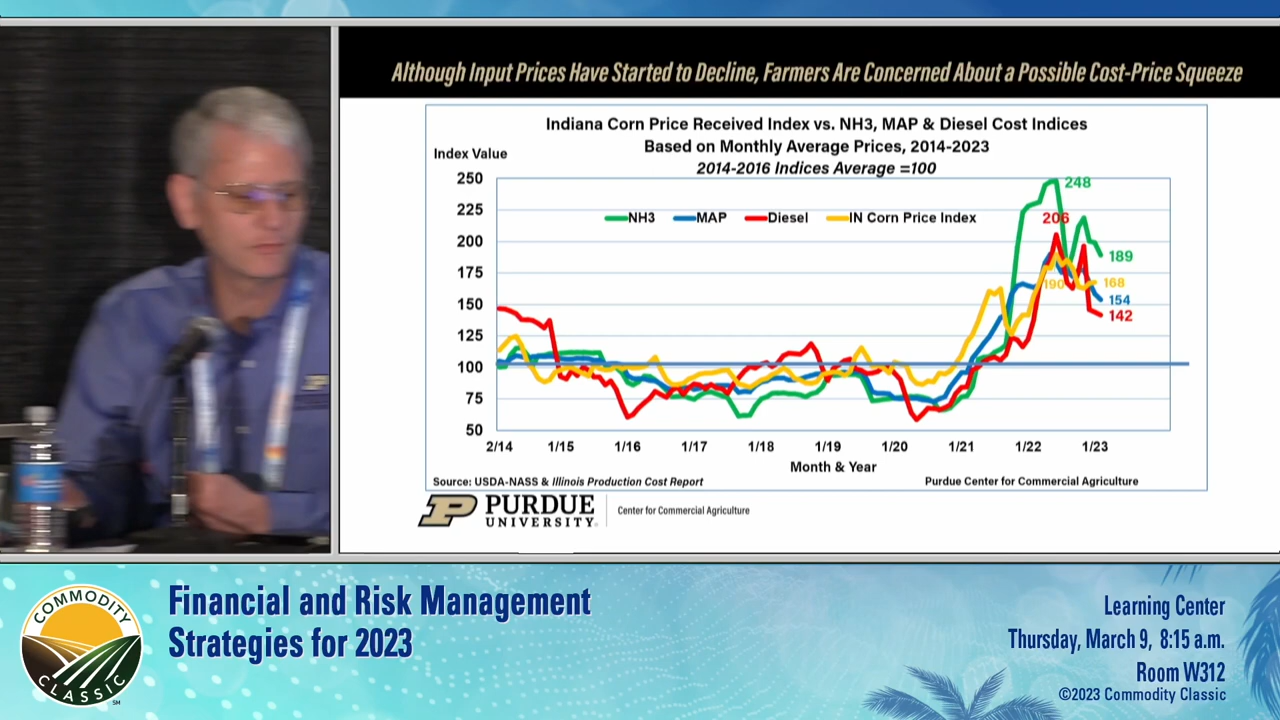 Although Input Prices Have Started to Decline, Farmers Are Concerned About a Possible Cost-Price Squeeze
Indiana Corn Price Received Index vs. NH3, MAP & Diesel Cost Indices
Based on Monthly Average Prices, 2014-2023
2014-2016 Indices Average =100
Index Value
250
225
200
175
150
125
100
75
50
NH3 MAP Diesel IN Corn Price Index
248
206
190
189
168
154
142
2/14 1/15 1/16 1/17 1/18 1/19 1/20 1/21 1/22 1/23
Month & Year
Source: USDA-NASS & Illinois Production Cost Report
Purdue Center for Commercial Agriculture
P PURDUE UNIVERSITY.
Center for Commercial Agriculture
COMMODITY CLASSIC SM
Financial and Risk Management
Strategies for 2023
Learning Center
Thursday, March 9, 8:15 a.m.
Room W312
©2023 Commodity Classic